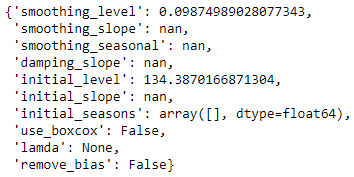 {'smoothing_level': 0.09874989028077343,
'smoothing_slope': nan,
'smoothing_seasonal': nan,
'damping_slope': nan,
'initial_level': 134.3870166871304,
'initial_slope': nan,
'initial_seasons': array([], dtype=float64),
'use_boxcox': False,
'lamda': None,
'remove_bias': False}